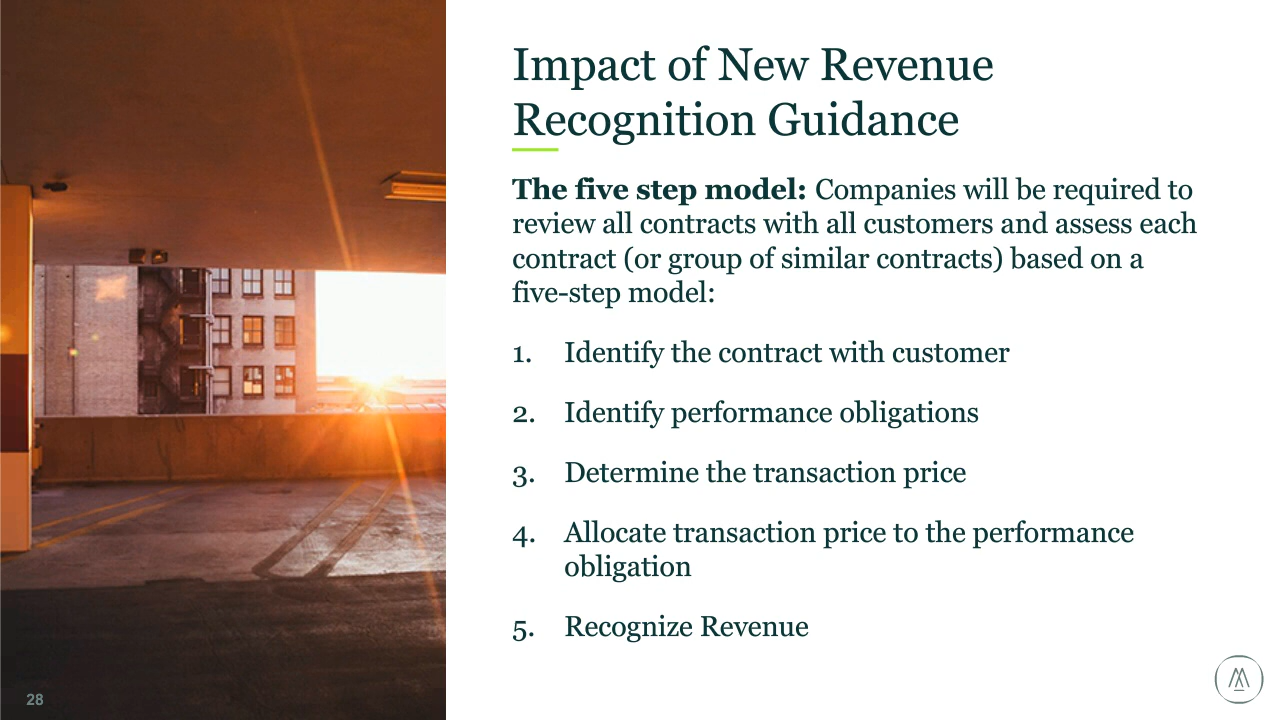 Impact of New Revenue
Recognition Guidance
The five step model: Companies will be required to
review all contracts with all customers and assess each
contract (or group of similar contracts) based on a
five-step model:
1. Identify the contract with customer
2. Identify performance obligations
3. Determine the transaction price
4. Allocate transaction price to the performance
obligation
5. Recognize Revenue
28